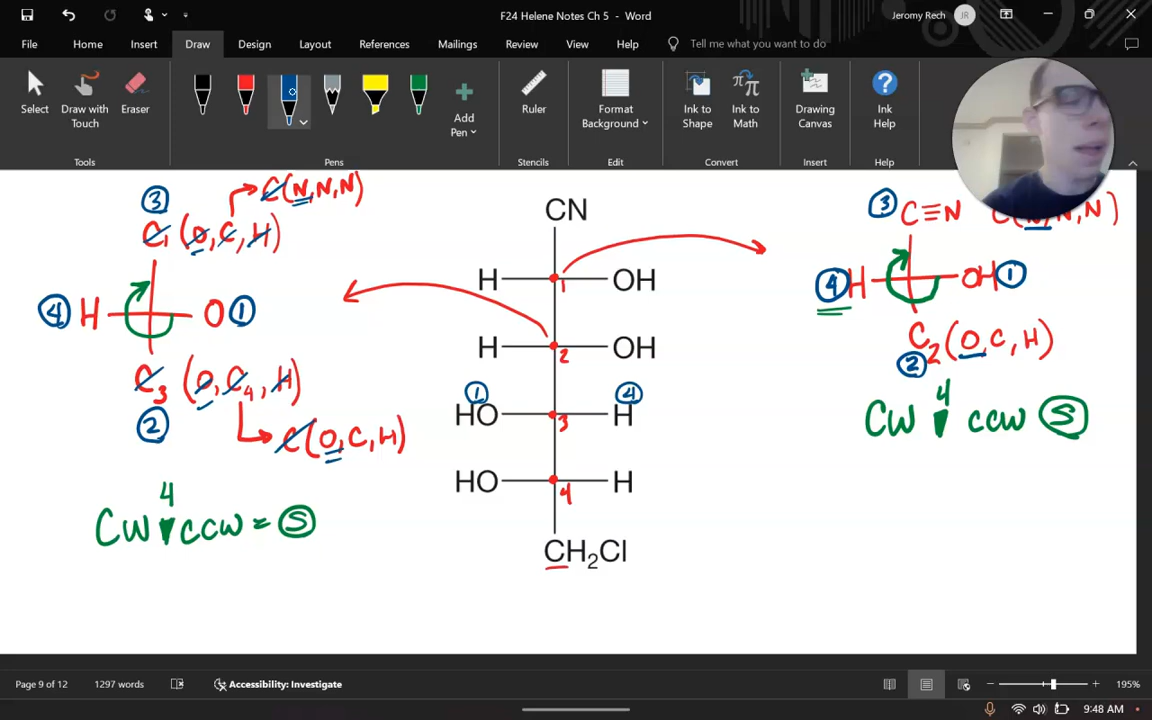 F24 Helene Notes Ch 5 - Word
Jeromy Rech
JR
File Home Insert Draw Design Layout References Mailings Review View Help Tell me what you want to do
Select
Draw with Touch
Eraser
Add Pen
Ruler
Format Background
Ink to Shape
Ink to Math
Drawing Canvas
Ink Help
Tools
Pens
Stencils
Edit
Convert
Insert
Help
3
C(N,N,N)
C₁ (O,C,H)
4 H O 1
C₃ (O,C₄,H)
2
C(O,C,H)
4
CW ccw = S
CN
H 1 OH
H 2 OH
1 4
HO 3 H
HO 4 H
CH₂Cl
3 C≡N C(N,N,N)
4 H OH 1
C₂ (O,C,H)
2
4
CW ccw S
Page 9 of 12
1297 words
Accessibility: Investigate
195%
9:48 AM